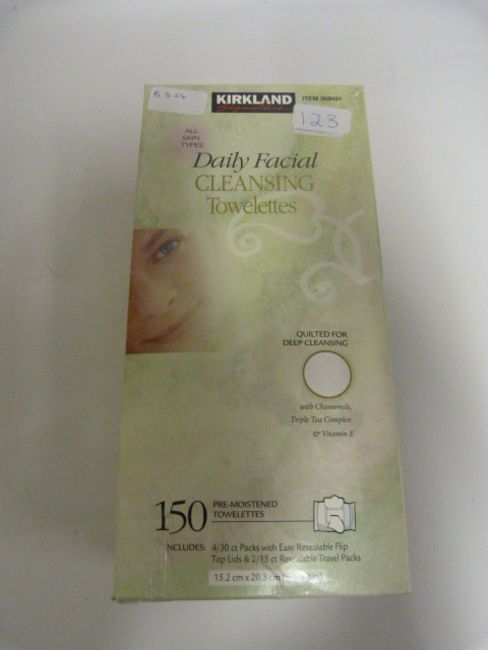 B.3.64
KIRKLAND
Signature
ITEM 368491
123
ALL
SKIN
TYPES
Daily Facial
CLEANSING
Towelettes
QUILTED FOR
DEEP CLEANSING
with Chamomile,
Triple Tea Complex
& Vitamin E
150 PRE-MOISTENED
TOWELETTES
INCLUDES: 4/30 ct Packs with Easy Resealable Flip
Top Lids & 2/15 ct Resealable Travel Packs
15.2 cm x 20.3 cm